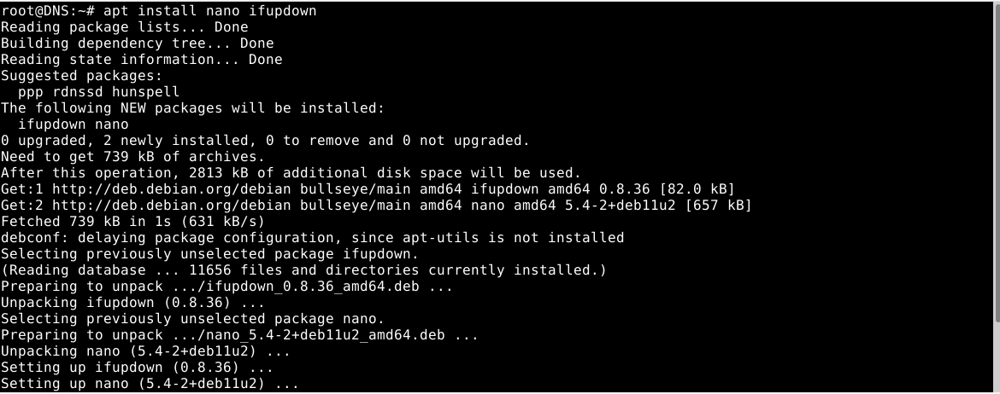 root@DNS:~# apt install nano ifupdown
Reading package lists... Done
Building dependency tree... Done
Reading state information... Done
Suggested packages:
  ppp rdnssd hunspell
The following NEW packages will be installed:
  ifupdown nano
0 upgraded, 2 newly installed, 0 to remove and 0 not upgraded.
Need to get 739 kB of archives.
After this operation, 2813 kB of additional disk space will be used.
Get:1 http://deb.debian.org/debian bullseye/main amd64 ifupdown amd64 0.8.36 [82.0 kB]
Get:2 http://deb.debian.org/debian bullseye/main amd64 nano amd64 5.4-2+deb11u2 [657 kB]
Fetched 739 kB in 1s (631 kB/s)
debconf: delaying package configuration, since apt-utils is not installed
Selecting previously unselected package ifupdown.
(Reading database ... 11656 files and directories currently installed.)
Preparing to unpack .../ifupdown_0.8.36_amd64.deb ...
Unpacking ifupdown (0.8.36) ...
Selecting previously unselected package nano.
Preparing to unpack .../nano_5.4-2+deb11u2_amd64.deb ...
Unpacking nano (5.4-2+deb11u2) ...
Setting up ifupdown (0.8.36) ...
Setting up nano (5.4-2+deb11u2) ...